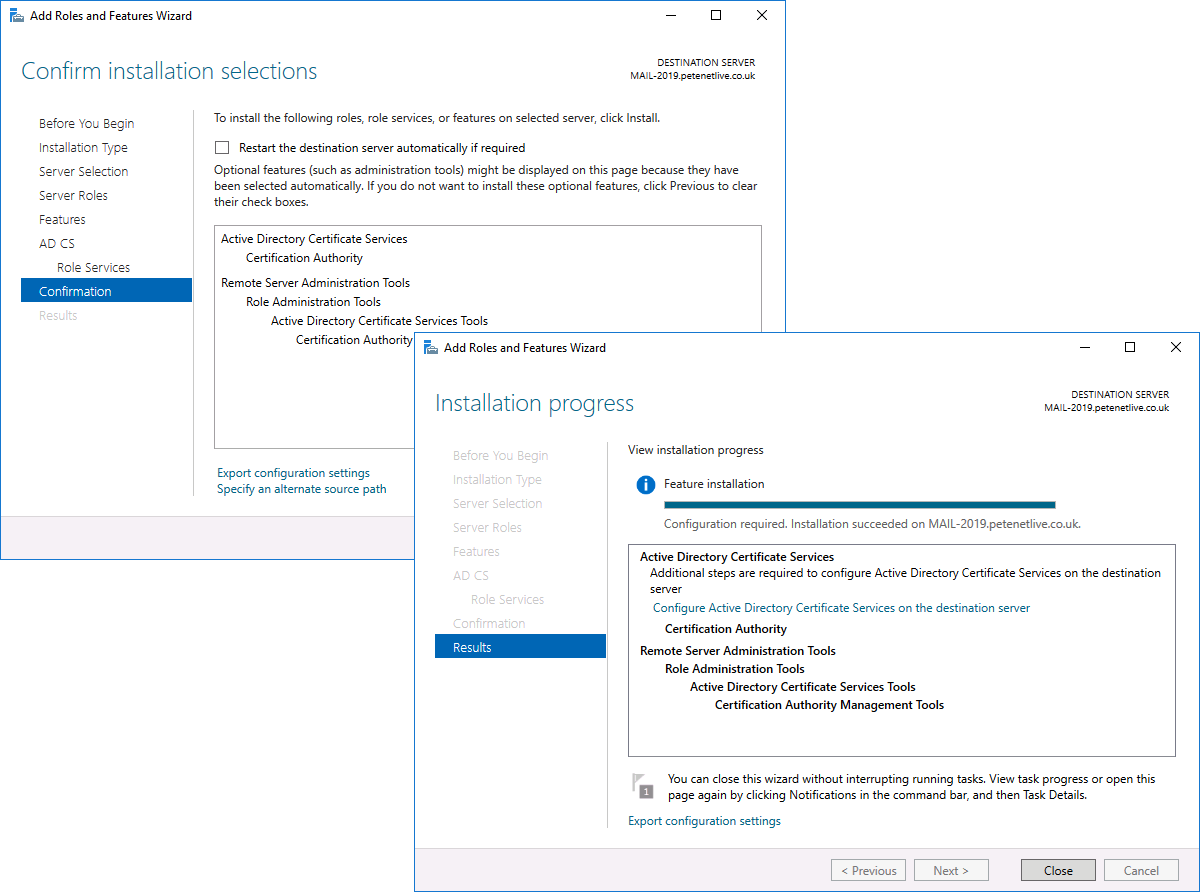 Add Roles and Features Wizard
Confirm installation selections
DESTINATION SERVER
MAIL-2019.petenetlive.co.uk
Before You Begin
Installation Type
Server Selection
Server Roles
Features
AD CS
Role Services
Confirmation
Results
To install the following roles, role services, or features on selected server, click Install.
Restart the destination server automatically if required
Optional features (such as administration tools) might be displayed on this page because they have
been selected automatically. If you do not want to install these optional features, click Previous to clear
their check boxes.
Active Directory Certificate Services
Certification Authority
Remote Server Administration Tools
Role Administration Tools
Active Directory Certificate Services Tools
Certification Authority
Export configuration settings
Specify an alternate source path
Add Roles and Features Wizard
Installation progress
DESTINATION SERVER
MAIL-2019.petenetlive.co.uk
Before You Begin
Installation Type
Server Selection
Server Roles
Features
AD CS
Role Services
Confirmation
Results
View installation progress
Feature installation
Configuration required. Installation succeeded on MAIL-2019.petenetlive.co.uk.
Active Directory Certificate Services
Additional steps are required to configure Active Directory Certificate Services on the destination
server
Configure Active Directory Certificate Services on the destination server
Certification Authority
Remote Server Administration Tools
Role Administration Tools
Active Directory Certificate Services Tools
Certification Authority Management Tools
1
You can close this wizard without interrupting running tasks. View task progress or open this
page again by clicking Notifications in the command bar, and then Task Details.
Export configuration settings
< Previous
Next >
Close
Cancel